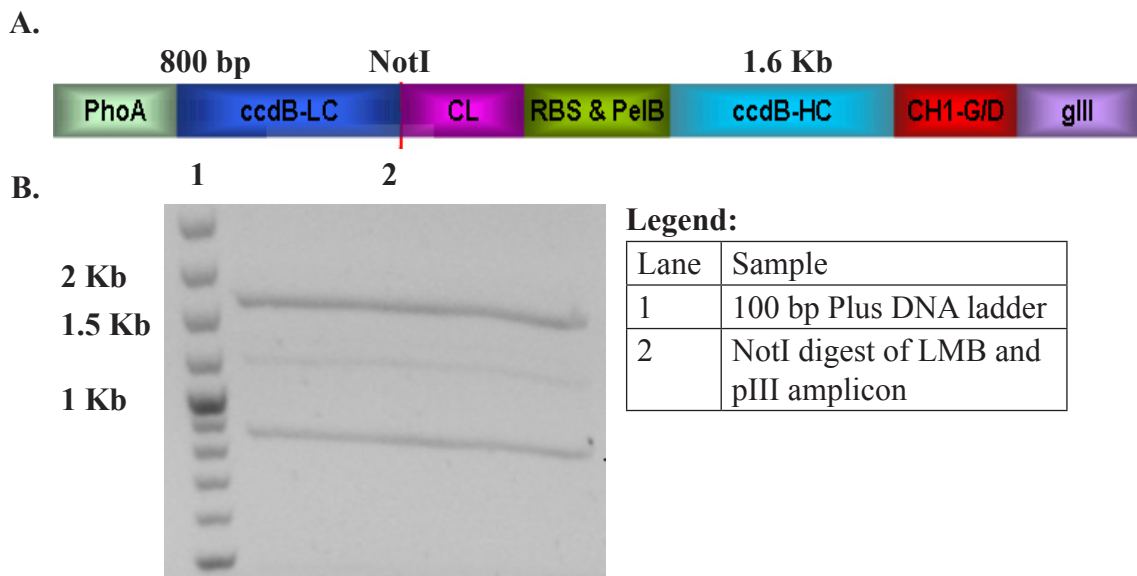 A.
800 bp NotI 1.6 Kb
PhoA ccdB-LC CL RBS & PelB ccdB-HC CH1-G/D gIII
1 2
B.
2 Kb
1.5 Kb
1 Kb
Legend:
Lane Sample
1 100 bp Plus DNA ladder
2 NotI digest of LMB and
pIII amplicon